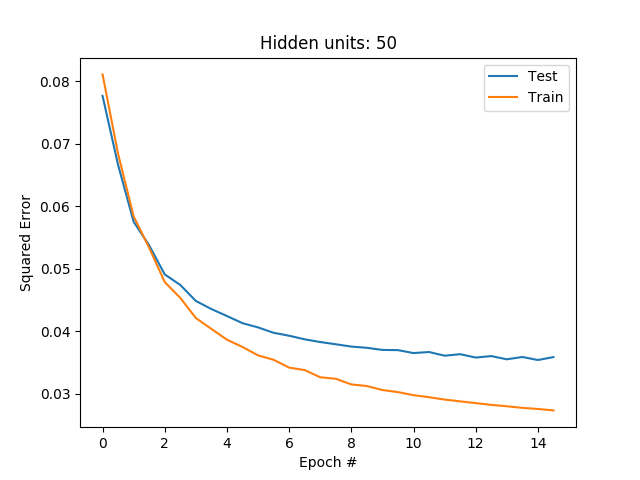 Hidden units: 50
Test
Train
Squared Error
0.08
0.07
0.06
0.05
0.04
0.03
0 2 4 6 8 10 12 14
Epoch #